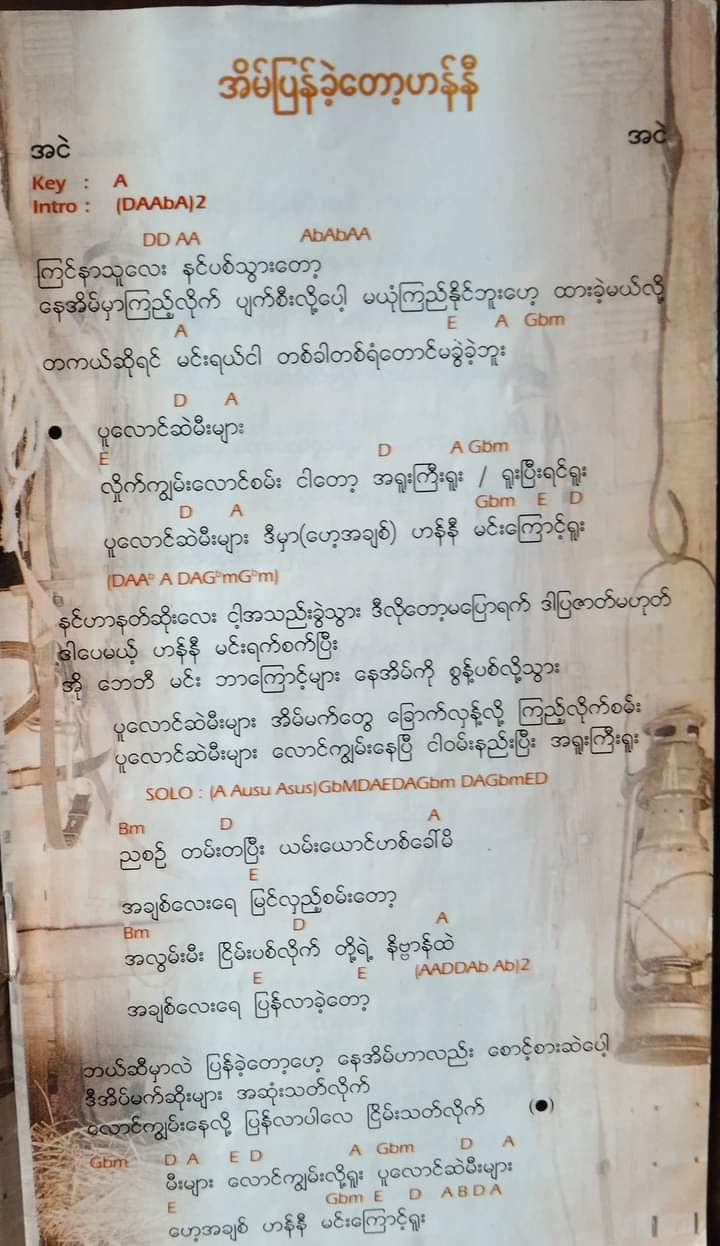 အိမ်ပြန်ခဲ့တော့ဟန်နီ
အငဲ အငဲ
Key : A
Intro : (DAAbA)2
DD AA AbAbAA
ကြင်နာသူလေး နင်ပစ်သွားတော့
နေအိမ်မှာကြည့်လိုက် ပျက်စီးလို့ပေါ့ မယုံကြည်နိုင်ဘူးဟေ့ ထားခဲ့မယ်လို့
A E A Gbm
တကယ်ဆိုရင် မင်းရယ်ငါ တစ်ခါတစ်ရံတောင်မခွဲခဲ့ဘူး
D A
● ပူလောင်ဆဲမီးများ
E D A Gbm
လှိုက်ကျွမ်းလောင်စမ်း ငါတော့ အရူးကြီးရူး / ရူးပြီးရင်ရူး
D A Gbm E D
ပူလောင်ဆဲမီးများ ဒီမှာ(ဟေ့အချစ်) ဟန်နီ မင်းကြောင့်ရူး
(DAAᵇ A DAGᵇmGᵇm)
နင်ဟာနတ်ဆိုးလေး ငါ့အသည်းခွဲသွား ဒီလိုတော့မပြောရက် ဒါပြဇာတ်မဟုတ်
ဒါပေမယ့် ဟန်နီ မင်းရက်စက်ပြီး
အို ဘေဘီ မင်း ဘာကြောင့်များ နေအိမ်ကို စွန့်ပစ်လို့သွား
ပူလောင်ဆဲမီးများ အိမ်မက်တွေ ခြောက်လှန့်လို့ ကြည့်လိုက်စမ်း
ပူလောင်ဆဲမီးများ လောင်ကျွမ်းနေပြီ ငါဝမ်းနည်းပြီး အရူးကြီးရူး
SOLO : (A Ausu Asus)GbMDAEDAGbm DAGbmED
Bm D A
ညစဉ် တမ်းတပြီး ယမ်းယောင်ဟစ်ခေါ်မိ
E
အချစ်လေးရေ မြင်လှည့်စမ်းတော့
Bm D A
အလွမ်းမီး ငြိမ်းပစ်လိုက် တို့ရဲ့ နိဗ္ဗာန်ထဲ
E E (AADDAb Ab)2
အချစ်လေးရေ ပြန်လာခဲ့တော့
ဘယ်ဆီမှာလဲ ပြန်ခဲ့တော့ဟေ့ နေအိမ်ဟာလည်း စောင့်စားဆဲပေါ့
ဒီအိပ်မက်ဆိုးများ အဆုံးသတ်လိုက်
လောင်ကျွမ်းနေလို့ ပြန်လာပါလေ ငြိမ်းသတ်လိုက် (●)
Gbm D A E D A Gbm D A
မီးများ လောင်ကျွမ်းလို့ရူး ပူလောင်ဆဲမီးများ
E Gbm E D A B D A
ဟေ့အချစ် ဟန်နီ မင်းကြောင့်ရူး